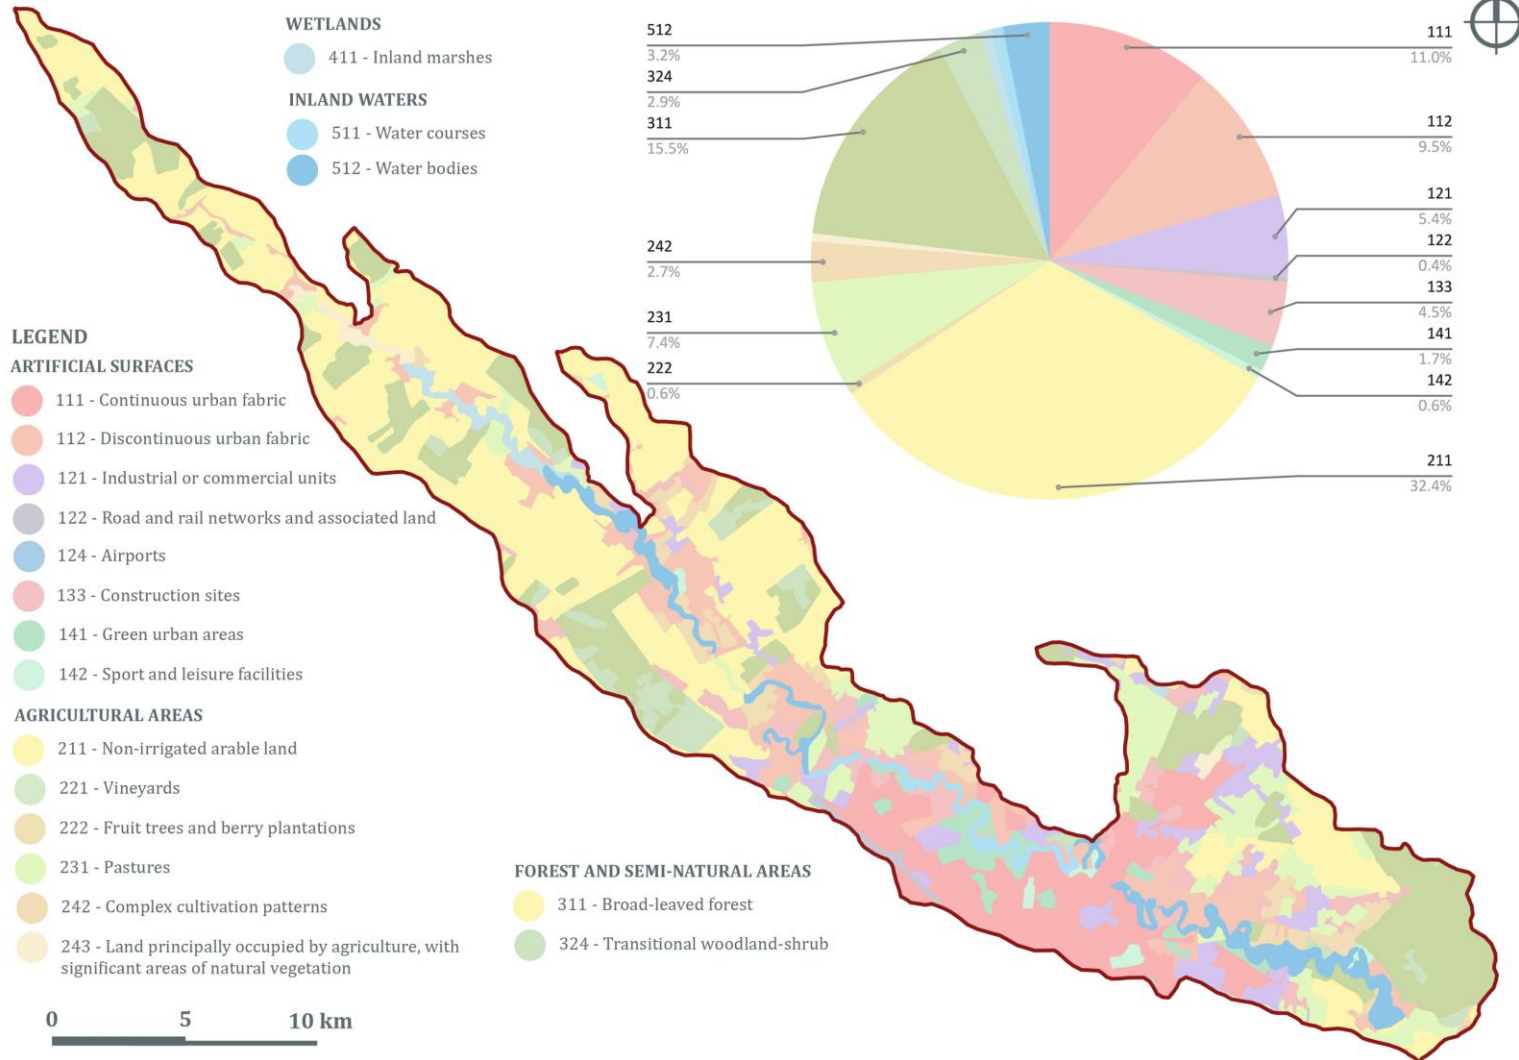 WETLANDS
411 - Inland marshes
INLAND WATERS
511 - Water courses
512 - Water bodies
512
3.2%
324
2.9%
311
15.5%
242
2.7%
231
7.4%
222
0.6%
111
11.0%
112
9.5%
121
5.4%
122
0.4%
133
4.5%
141
1.7%
142
0.6%
211
32.4%
LEGEND
ARTIFICIAL SURFACES
111 - Continuous urban fabric
112 - Discontinuous urban fabric
121 - Industrial or commercial units
122 - Road and rail networks and associated land
124 - Airports
133 - Construction sites
141 - Green urban areas
142 - Sport and leisure facilities
AGRICULTURAL AREAS
211 - Non-irrigated arable land
221 - Vineyards
222 - Fruit trees and berry plantations
231 - Pastures
242 - Complex cultivation patterns
243 - Land principally occupied by agriculture, with
significant areas of natural vegetation
FOREST AND SEMI-NATURAL AREAS
311 - Broad-leaved forest
324 - Transitional woodland-shrub
0 5 10 km